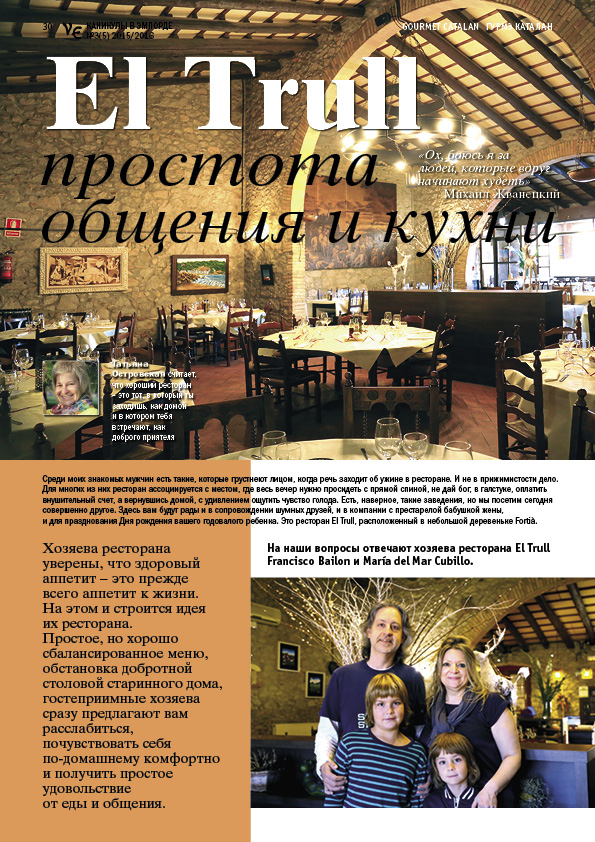 30
VE КАНИКУЛЫ В ЭМПОРДЕ
№3(5) 2015/2016
GOURMET CATALAN ГУРМЭ КАТАЛАН
El Trull
простота
общения и кухни
«Ох, боюсь я за
людей, которые вдруг
начинают худеть»
Михаил Жванецкий
Татьяна
Островская считает,
что хороший ресторан
– это тот, в который ты
заходишь, как домой
и в котором тебя
встречают, как
доброго приятеля
Среди моих знакомых мужчин есть такие, которые грустнеют лицом, когда речь заходит об ужине в ресторане. И не в прижимистости дело.
Для многих из них ресторан ассоциируется с местом, где весь вечер нужно просидеть с прямой спиной, не дай бог, в галстуке, оплатить
внушительный счет, а вернувшись домой, с удивлением ощутить чувство голода. Есть, наверное, такие заведения, но мы посетим сегодня
совершенно другое. Здесь вам будут рады и в сопровождении шумных друзей, и в компании с престарелой бабушкой жены,
и для празднования Дня рождения вашего годовалого ребенка. Это ресторан El Trull, расположенный в небольшой деревеньке Fortià.
Хозяева ресторана
уверены, что здоровый
аппетит – это прежде
всего аппетит к жизни.
На этом и строится идея
их ресторана.
Простое, но хорошо
сбалансированное меню,
обстановка добротной
столовой старинного дома,
гостеприимные хозяева
сразу предлагают вам
расслабиться,
почувствовать себя
по-домашнему комфортно
и получить простое
удовольствие
от еды и общения.
На наши вопросы отвечают хозяева ресторана El Trull
Francisco Bailon и María del Mar Cubillo.